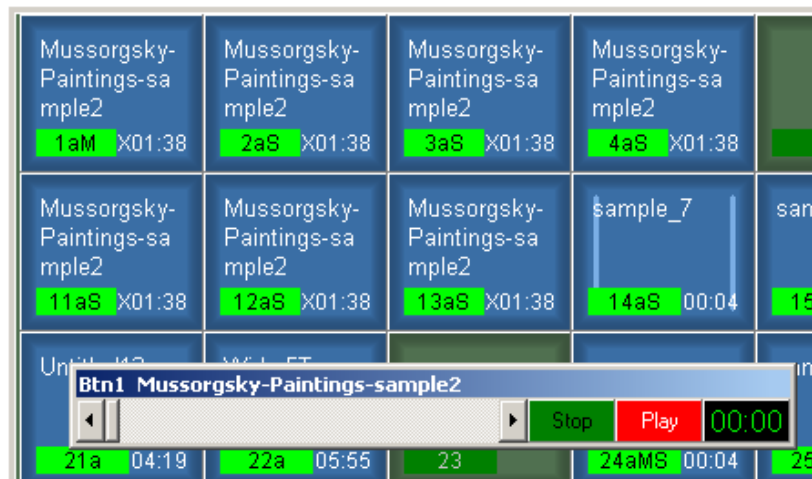 Mussorgsky- Mussorgsky- Mussorgsky- Mussorgsky-
Paintings-sa Paintings-sa Paintings-sa Paintings-sa
mple2 mple2 mple2 mple2
1aM X01:38 2aS X01:38 3aS X01:38 4aS X01:38
Mussorgsky- Mussorgsky- Mussorgsky- sample_7 san
Paintings-sa Paintings-sa Paintings-sa
mple2 mple2 mple2
11aS X01:38 12aS X01:38 13aS X01:38 14aS 00:04 15
Btn1 Mussorgsky-Paintings-sample2
Stop Play 00:00
21a 04:19 22a 05:55 23 24aMS 00:04 25